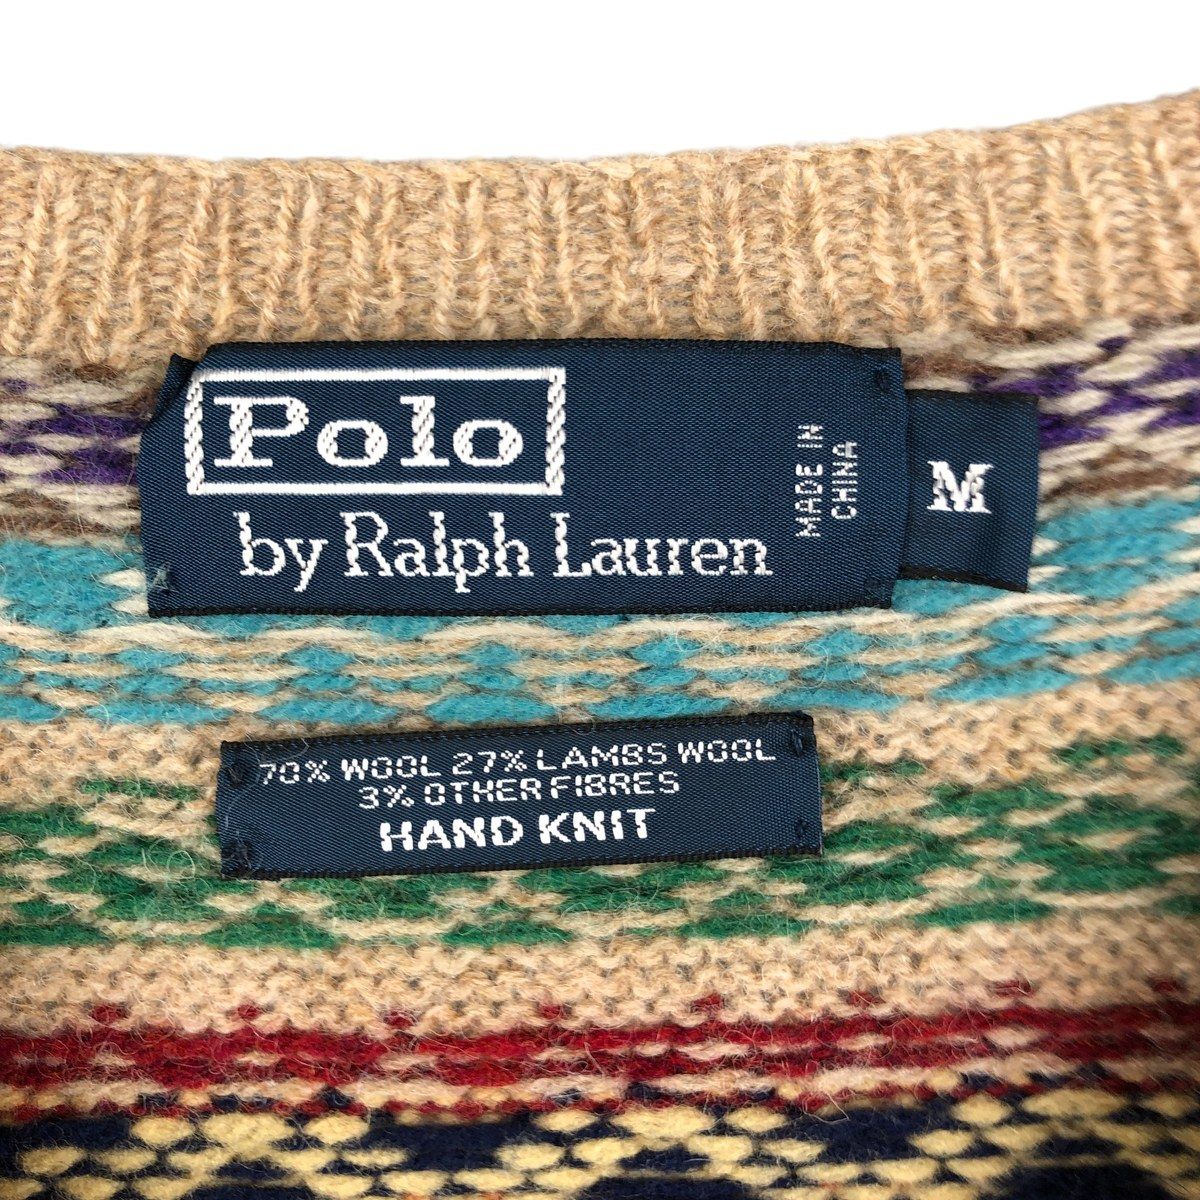 Polo
by Ralph Lauren
MADE IN
CHINA
M
70% WOOL 27% LAMBS WOOL
3% OTHER FIBRES
HAND KNIT